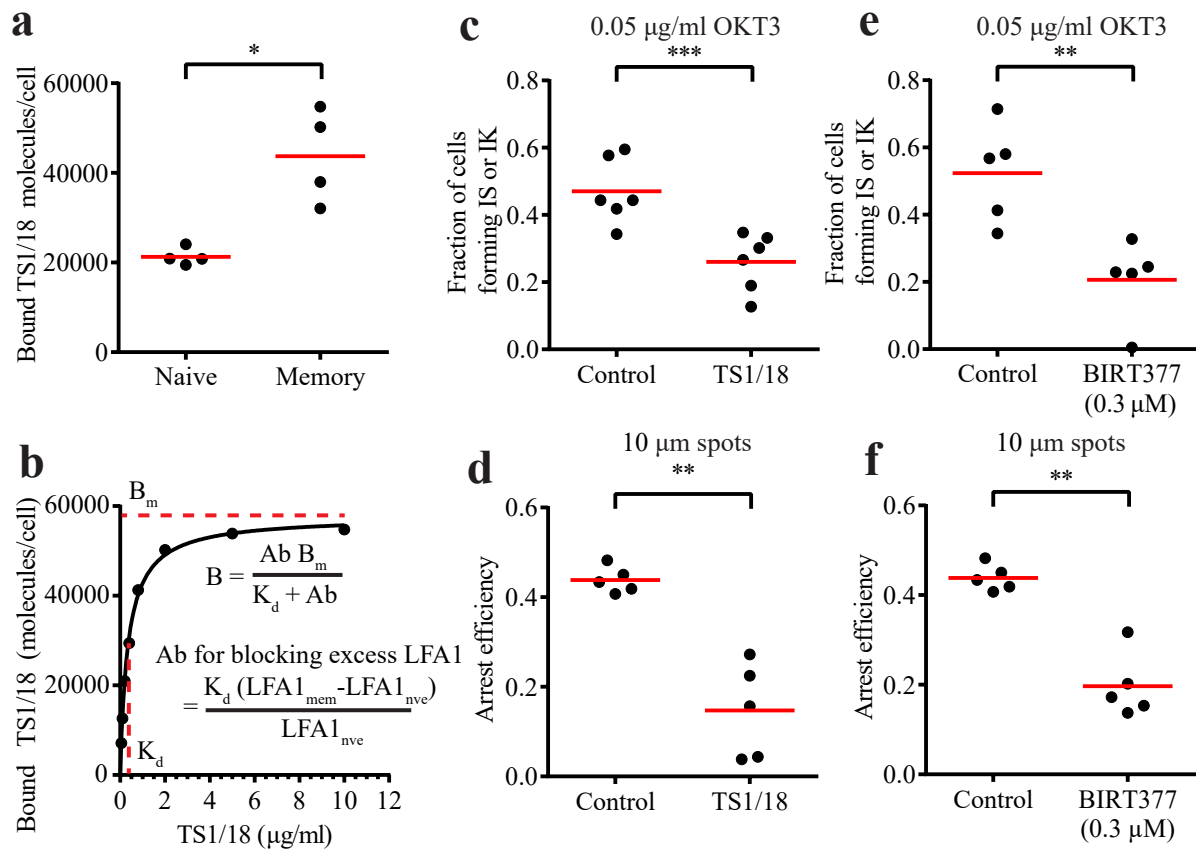 a
*
60000
40000
20000
0
Bound TS1/18 molecules/cell
Naive
Memory
b
60000
40000
20000
0
Bound TS1/18 (molecules/cell)
Bm
B = Ab Bm
Kd + Ab
Ab for blocking excess LFA1
= Kd (LFA1mem-LFA1nve)
LFA1nve
Kd
0 2 4 6 8 10 12
TS1/18 (µg/ml)
c
0.05 µg/ml OKT3
***
0.8
0.6
0.4
0.2
0.0
Fraction of cells
forming IS or IK
Control
TS1/18
d
10 µm spots
**
0.6
0.4
0.2
0.0
Arrest efficiency
Control
TS1/18
e
0.05 µg/ml OKT3
**
0.8
0.6
0.4
0.2
0.0
Fraction of cells
forming IS or IK
Control
BIRT377
(0.3 µM)
f
10 µm spots
**
0.6
0.4
0.2
0.0
Arrest efficiency
Control
BIRT377
(0.3 µM)